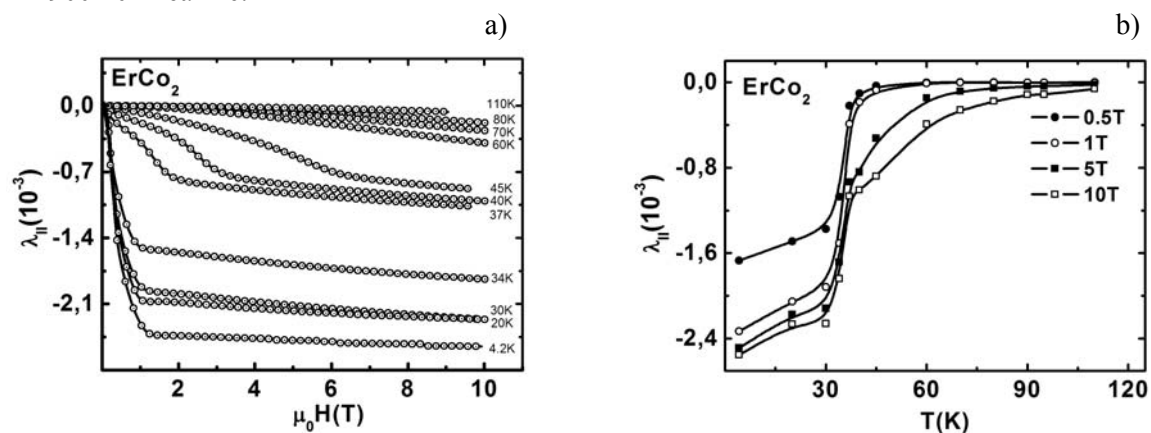 a)
ErCo₂
0,0
-0,7
-1,4
-2,1
λ_II(10⁻³)
110K
80K
70K
60K
45K
40K
37K
34K
30K
20K
4.2K
2
4
6
8
10
μ₀H(T)
b)
0,0
-0,8
-1,6
-2,4
λ_II(10⁻³)
ErCo₂
0.5T
1T
5T
10T
30
60
90
120
T(K)